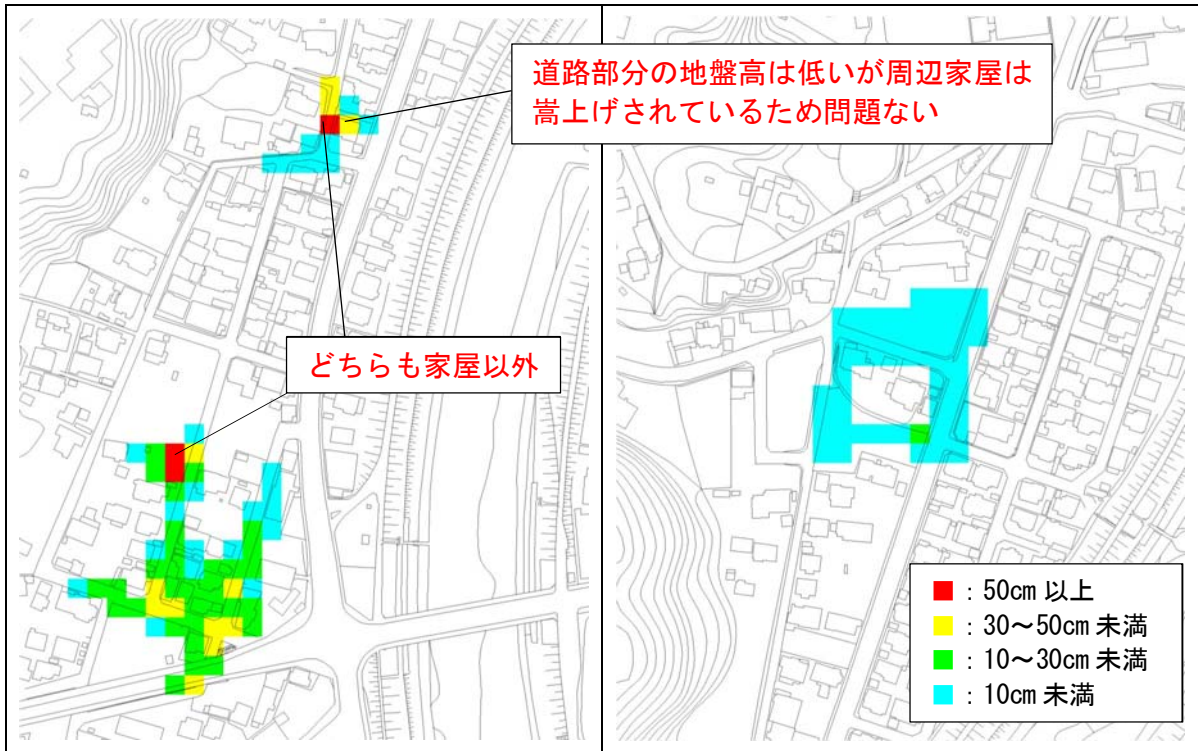 道路部分の地盤高は低いが周辺家屋は
嵩上げされているため問題ない
どちらも家屋以外
：50cm 以上
：30～50cm 未満
：10～30cm 未満
：10cm 未満